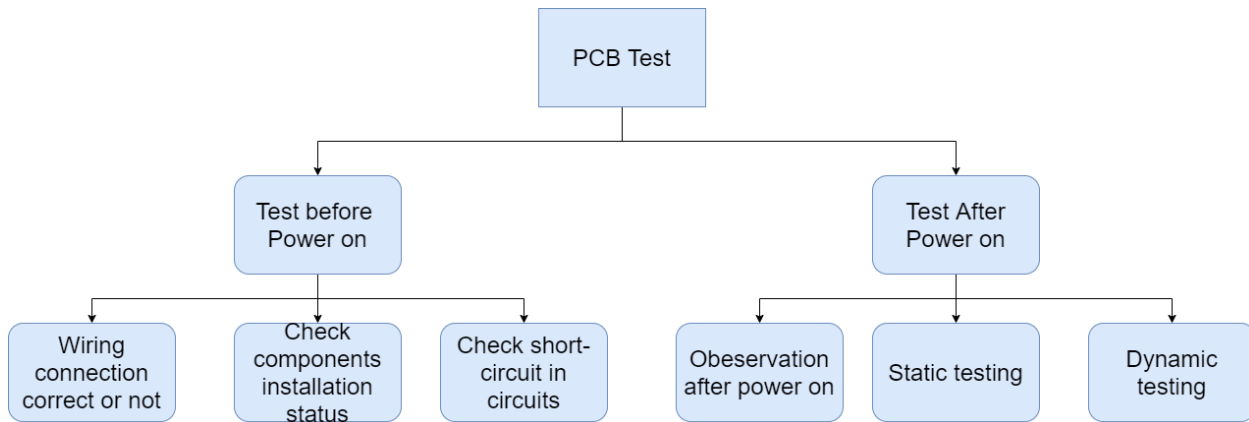 PCB Test
Test before
Power on
Test After
Power on
Wiring
connection
correct or not
Check
components
installation
status
Check short-
circuit in
circuits
Obeservation
after power on
Static testing
Dynamic
testing